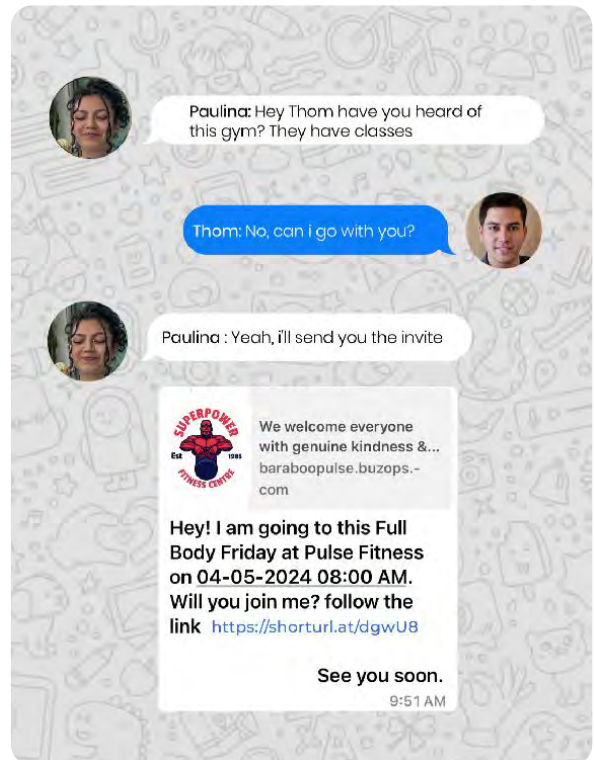 Paulina: Hey Thom have you heard of
this gym? They have classes
Thom: No, can i go with you?
Paulina : Yeah, i'll send you the invite
SUPERPOWER
Est 1985
FITNESS CENTRE
We welcome everyone
with genuine kindness &...
baraboopulse.buzops.-
com
Hey! I am going to this Full
Body Friday at Pulse Fitness
on 04-05-2024 08:00 AM.
Will you join me? follow the
link https://shorturl.at/dgwU8
See you soon.
9:51 AM